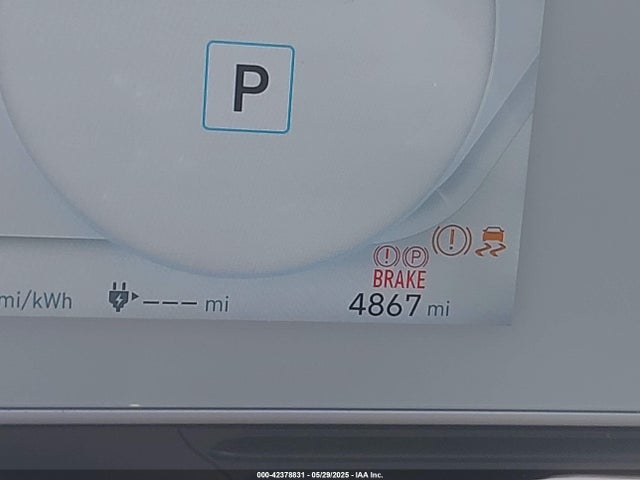 P
! P !
BRAKE
mi/kWh --- mi 4867 mi
000-42378831 - 05/29/2025 - IAA Inc.